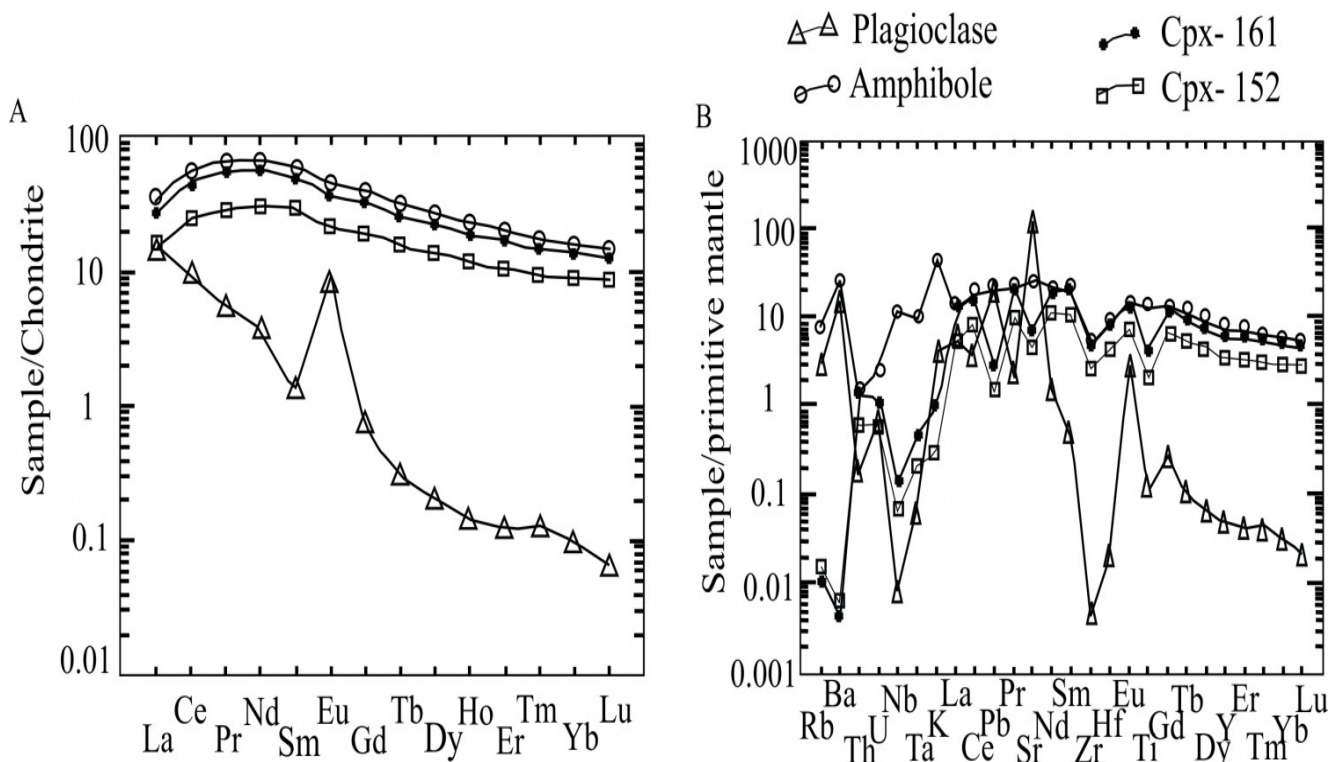 Plagioclase
Cpx- 161
Amphibole
Cpx- 152
A
B
Sample/Chondrite
100
10
1
0.1
0.01
La Ce Pr Nd Sm Eu Gd Tb Dy Ho Er Tm Yb Lu
Sample/primitive mantle
1000
100
10
1
0.1
0.01
0.001
Rb Ba Th U Nb Ta K La Ce Pb Pr Sr Nd Sm Zr Hf Eu Ti Gd Tb Dy Y Er Tm Yb Lu